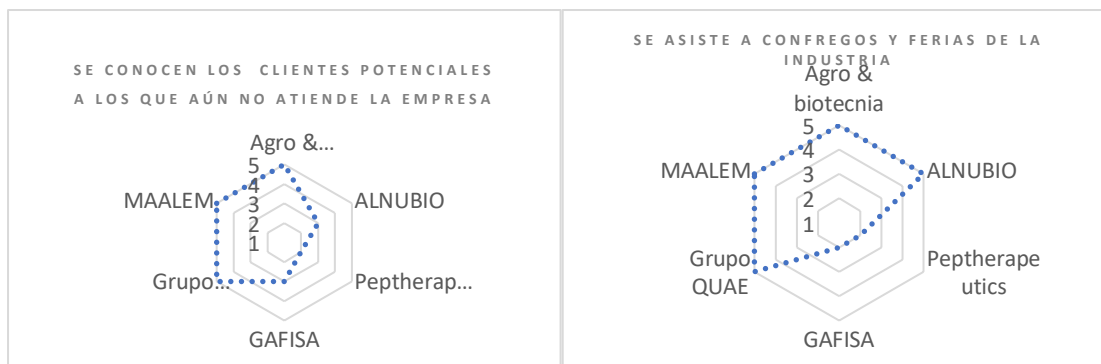 SE CONOCEN LOS CLIENTES POTENCIALES
A LOS QUE AÚN NO ATIENDE LA EMPRESA
Agro &...
5
4
3
2
1
MAALEM
ALNUBIO
Grupo...
Peptherap...
GAFISA
SE ASISTE A CONFREGOS Y FERIAS DE LA
INDUSTRIA
Agro &
biotecnia
5
4
3
2
1
MAALEM
ALNUBIO
Grupo
QUAE
Peptherape
utics
GAFISA